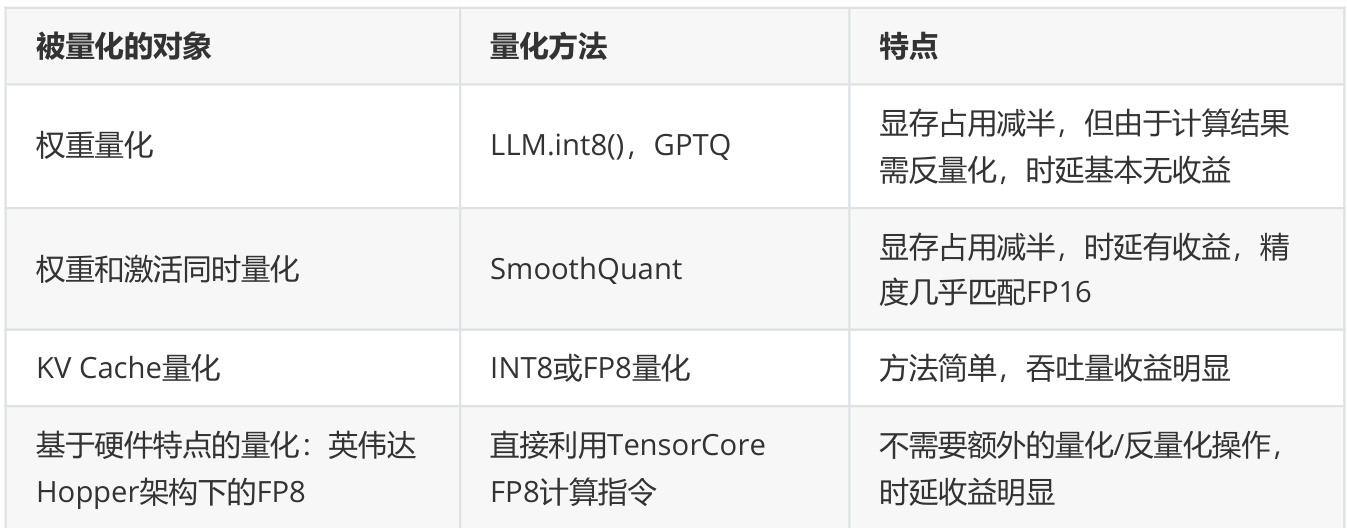 被量化的对象
量化方法
特点
权重量化
LLM.int8()，GPTQ
显存占用减半，但由于计算结果
需反量化，时延基本无收益
权重和激活同时量化
SmoothQuant
显存占用减半，时延有收益，精
度几乎匹配FP16
KV Cache量化
INT8或FP8量化
方法简单，吞吐量收益明显
基于硬件特点的量化：英伟达
Hopper架构下的FP8
直接利用TensorCore
FP8计算指令
不需要额外的量化/反量化操作，
时延收益明显